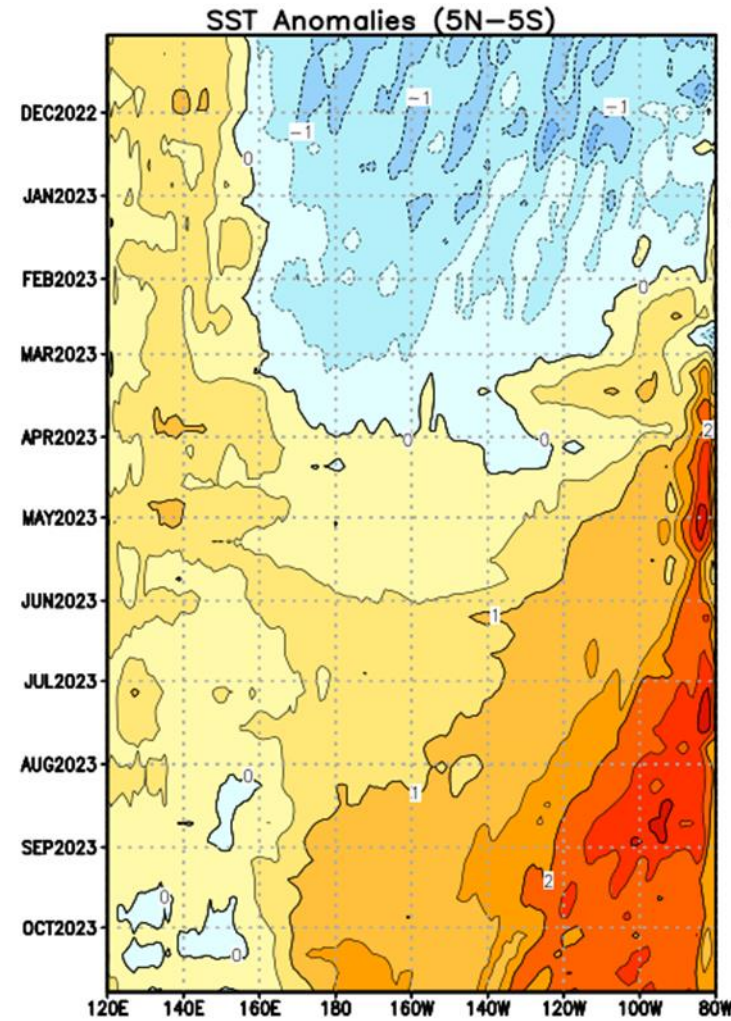 SST Anomalies (5N−5S)
−1
−1
−1
DEC2022
0
JAN2023
FEB2023
0
MAR2023
2
APR2023
0
0
MAY2023
JUN2023
1
JUL2023
AUG2023
0
1
SEP2023
2
0
OCT2023
0
120E 140E 160E 180 160W 140W 120W 100W 80W